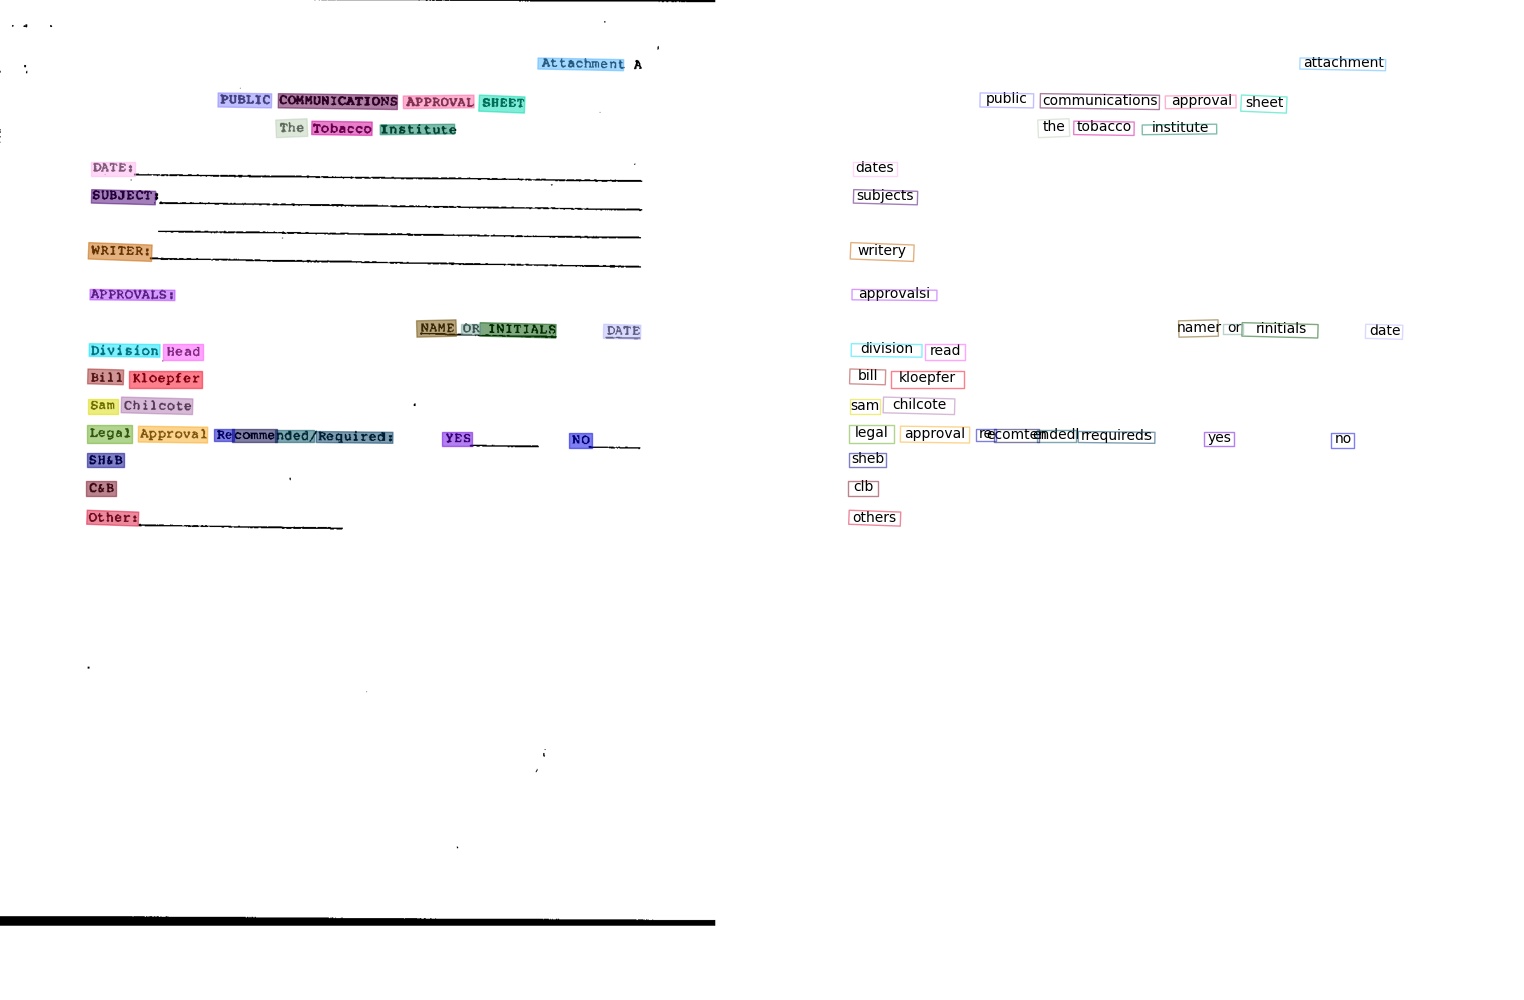 Attachment A
PUBLIC COMMUNICATIONS APPROVAL SHEET
The Tobacco Institute
DATE:
SUBJECT:
WRITER:
APPROVALS:
NAME OR INITIALS DATE
Division Head
Bill Kloepfer
Sam Chilcote
Legal Approval Recommended/Required: YES NO
SH&B
C&B
Other:
attachment
public communications approval sheet
the tobacco institute
dates
subjects
writery
approvalsi
namer or rinitials date
division read
bill kloepfer
sam chilcote
legal approval rrequireds yes no
sheb
clb
others